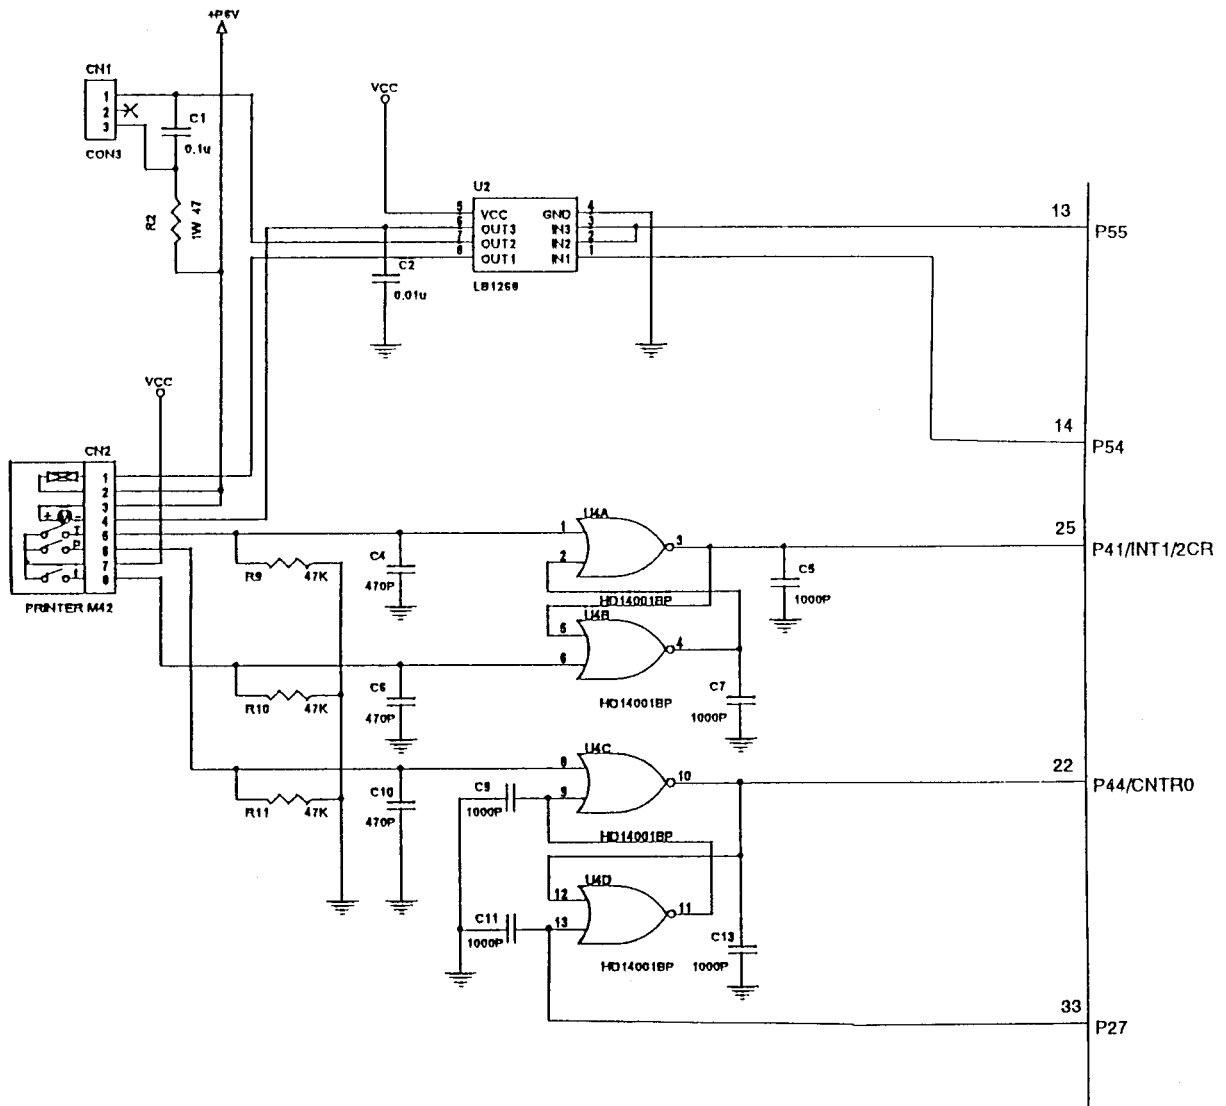 +P6V
CN1
1
2
3
CON3
C1
0.1u
R2
1W 47
VCC
U2
5 VCC GND 4
6 OUT3 IN3 3
7 OUT2 IN2 2
8 OUT1 IN1 1
LB1268
C2
0.01u
13
P55
14
P54
VCC
CN2
1
2
3
+ M - 4
5
6
7
8
PRINTER M42
R9 47K
C4
470P
1
2
U4A
3
HD14001BP
25
P41/INT1/2CR
C5
1000P
5
6
U4B
4
HD14001BP
R10 47K
C6
470P
C7
1000P
8
9
U4C
10
HD14001BP
22
P44/CNTR0
R11 47K
C10
470P
C9
1000P
12
13
U4D
11
HD14001BP
C11
1000P
C13
1000P
33
P27